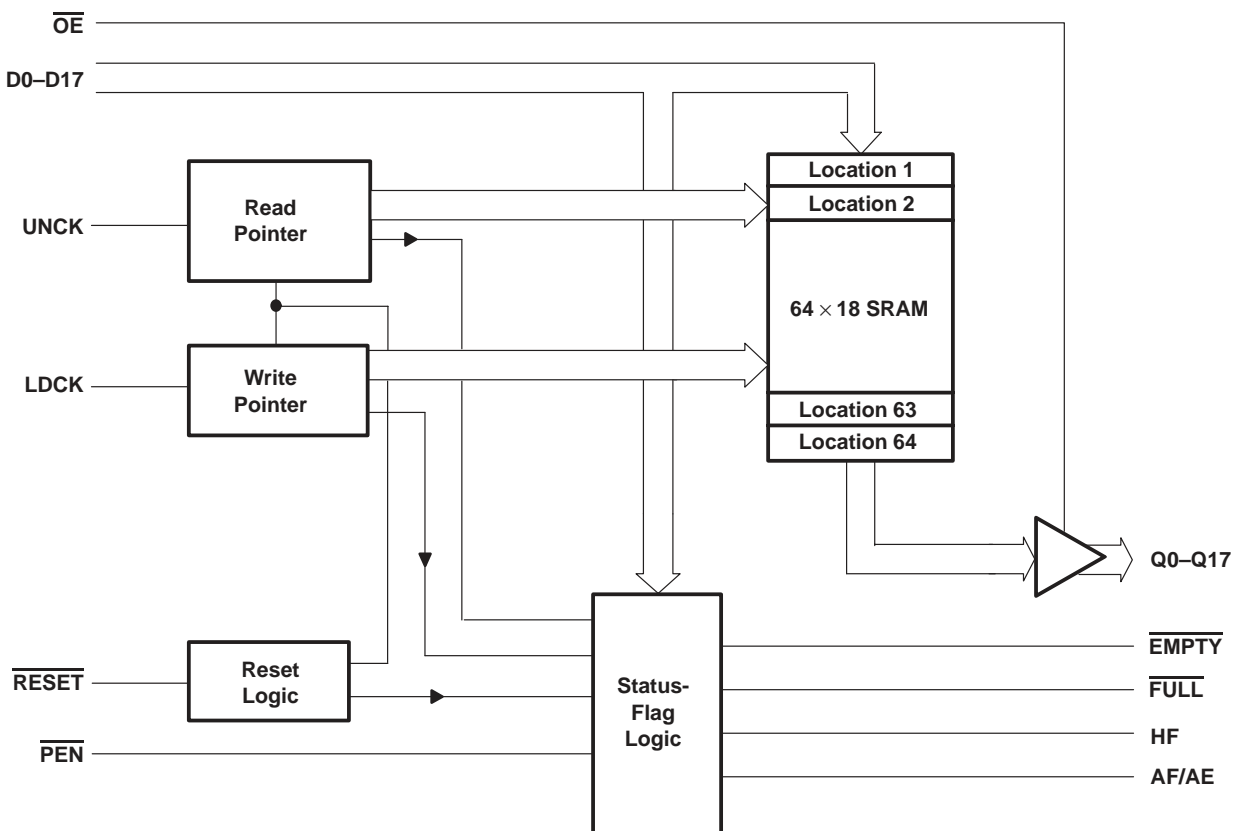 OE
D0–D17
Location 1
Location 2
Read
Pointer
UNCK
64 × 18 SRAM
Write
Pointer
LDCK
Location 63
Location 64
Q0–Q17
EMPTY
Reset
Logic
RESET
Status-
Flag
Logic
FULL
HF
PEN
AF/AE